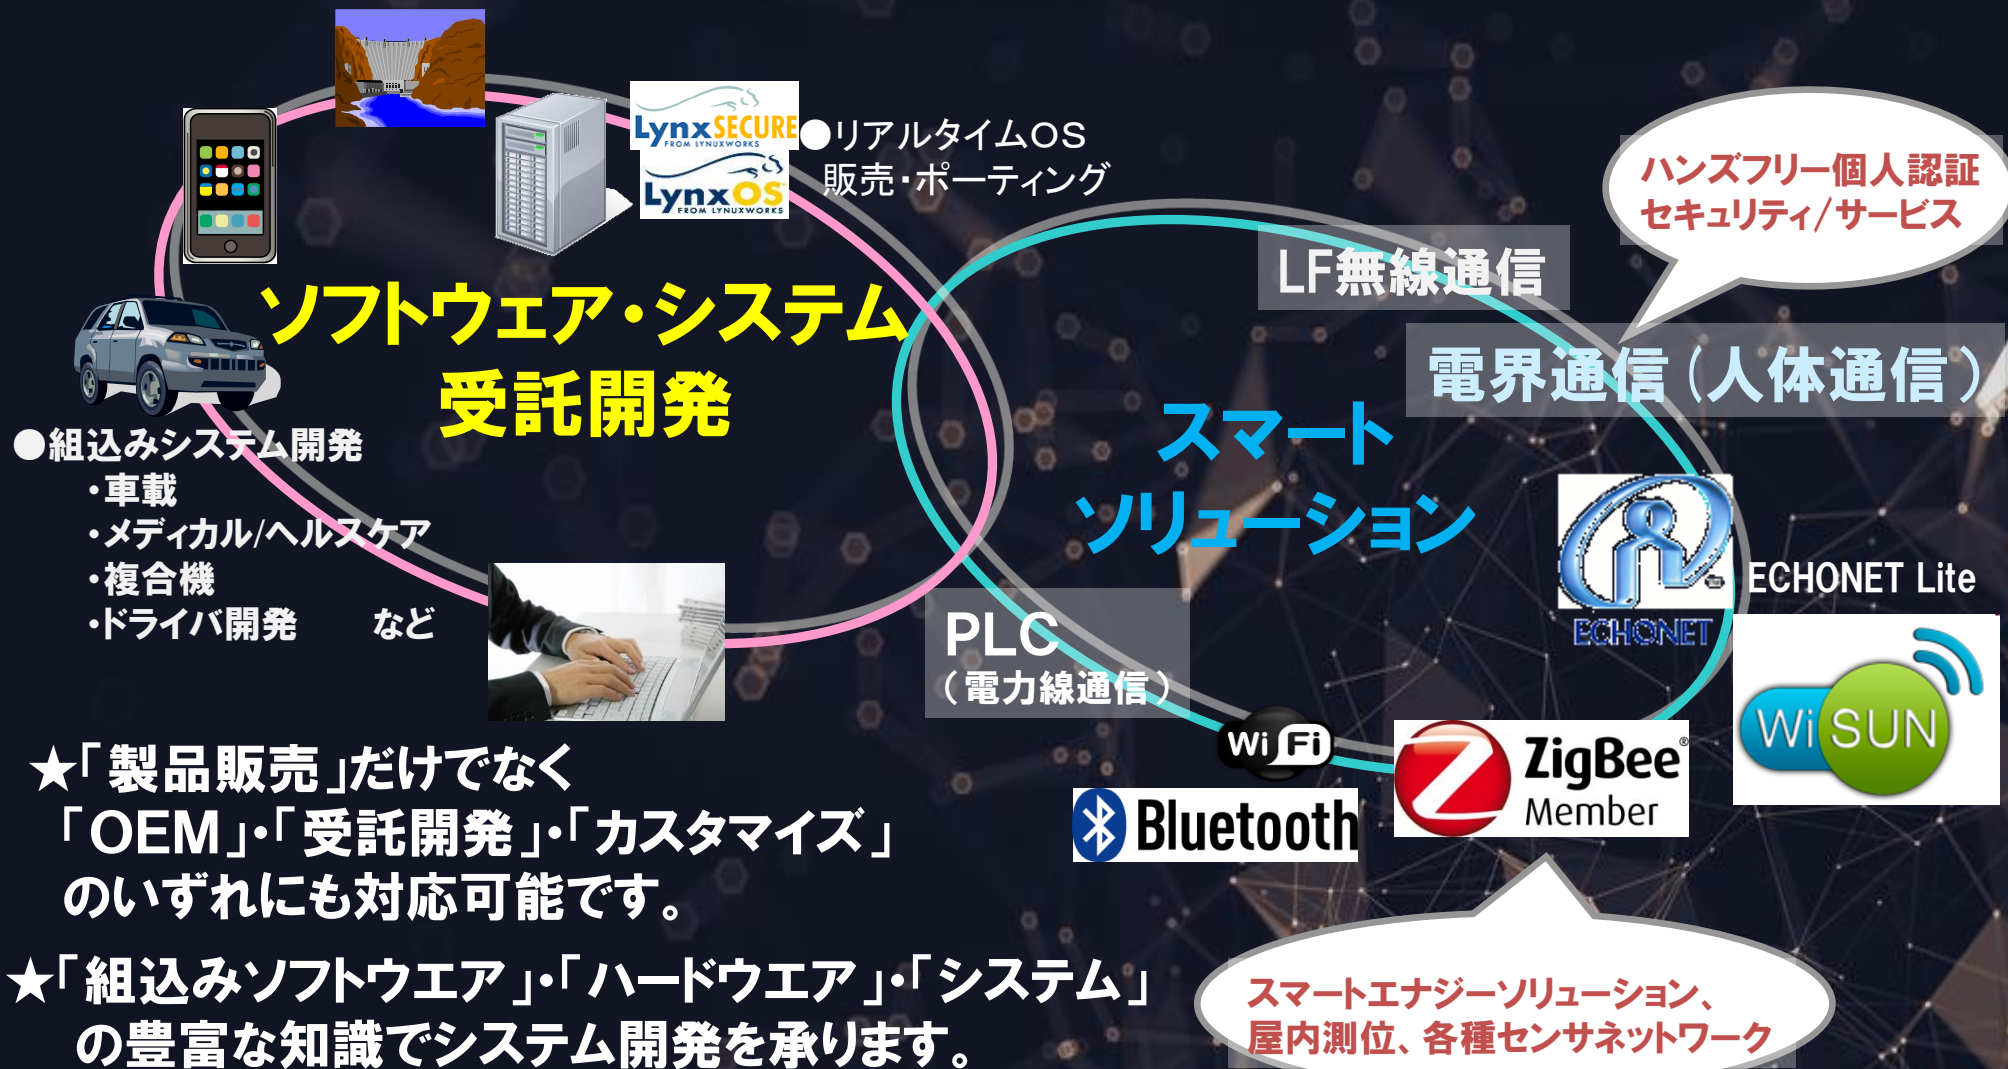 LynxSECURE
FROM LYNUXWORKS
LynxOS
FROM LYNUXWORKS
●リアルタイムOS
販売・ポーティング
ハンズフリー個人認証
セキュリティ/サービス
LF無線通信
電界通信(人体通信)
ソフトウェア・システム
受託開発
スマート
ソリューション
●組込みシステム開発
・車載
・メディカル/ヘルスケア
・複合機
・ドライバ開発 など
ECHONET
ECHONET Lite
PLC
(電力線通信)
Wi Fi
Bluetooth
ZigBee®
Member
Wi SUN
★「製品販売」だけでなく
「OEM」・「受託開発」・「カスタマイズ」
のいずれにも対応可能です。
★「組込みソフトウエア」・「ハードウエア」・「システム」
の豊富な知識でシステム開発を承ります。
スマートエナジーソリューション、
屋内測位、各種センサネットワーク